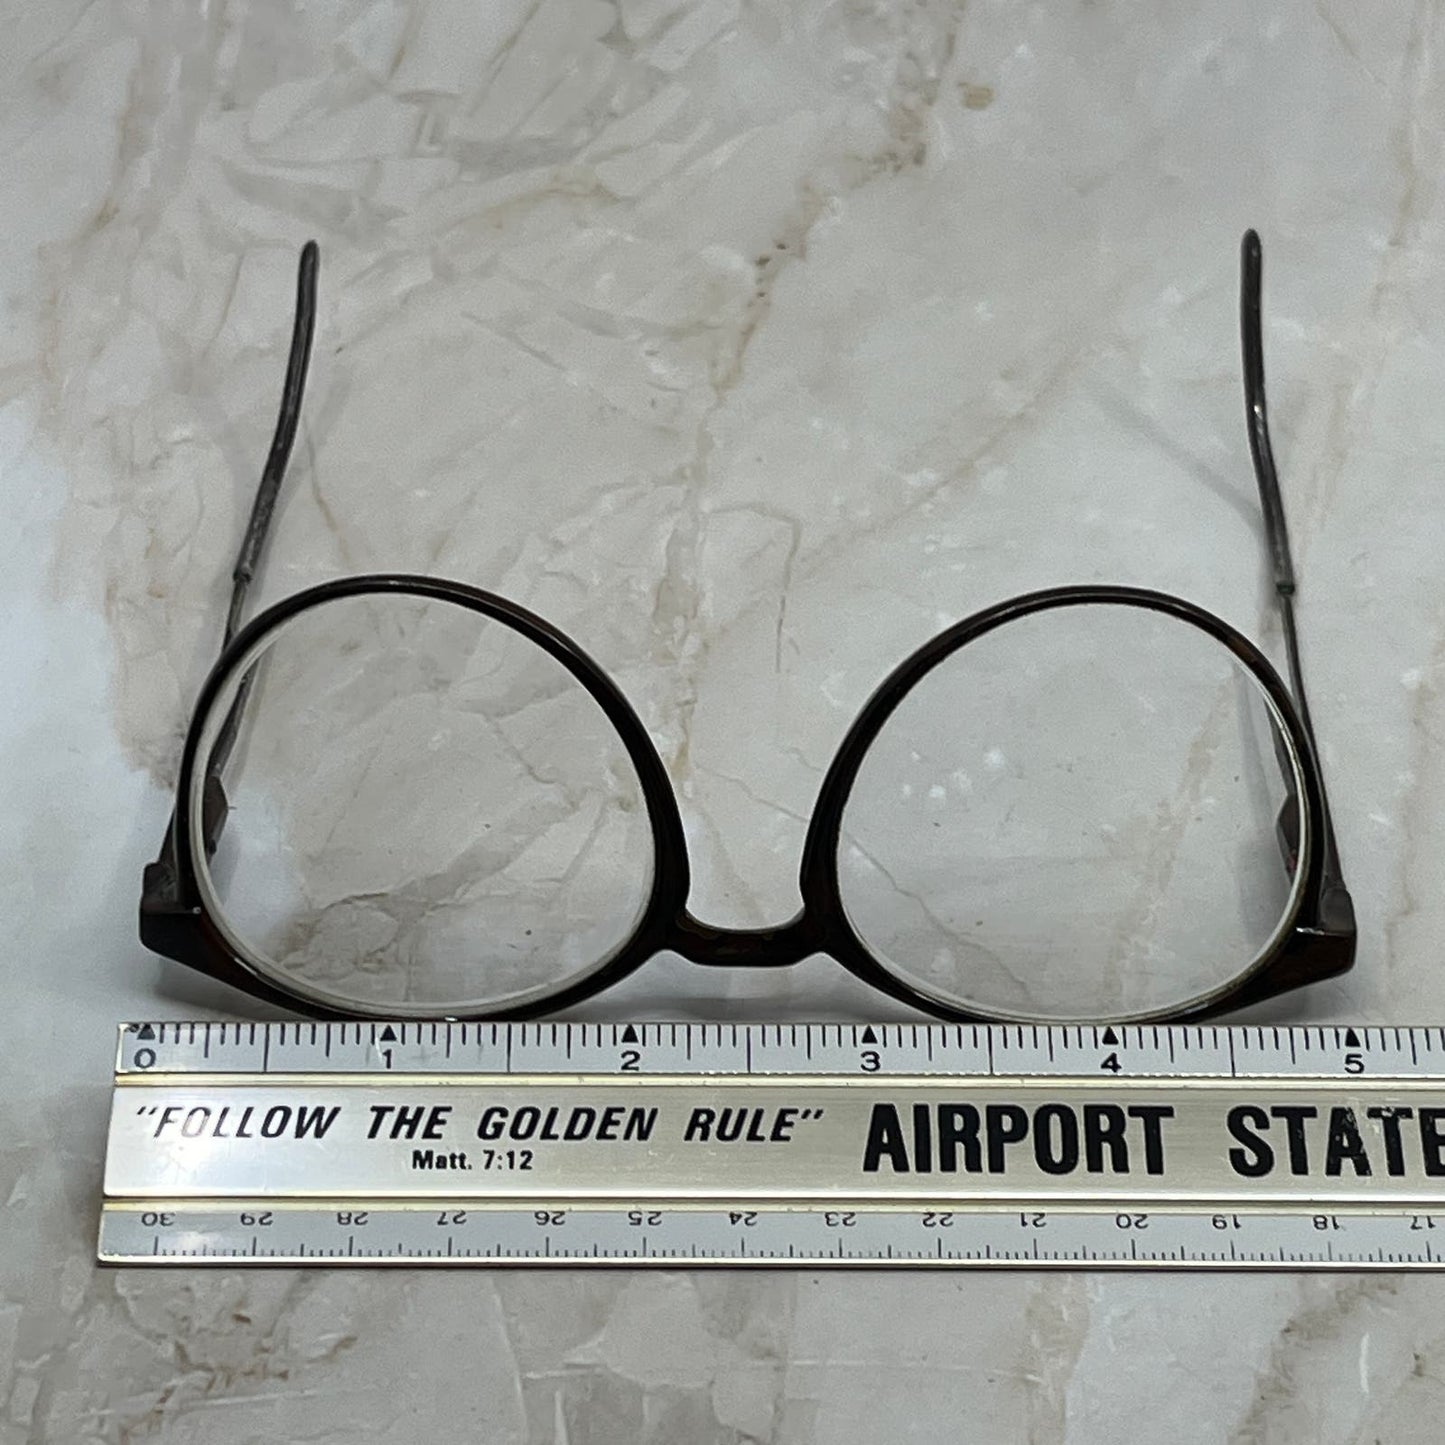 0 1 2 3 4 5
"FOLLOW THE GOLDEN RULE" AIRPORT STATE
Matt. 7:12
30 29 28 27 26 25 24 23 22 21 20 19 18 17